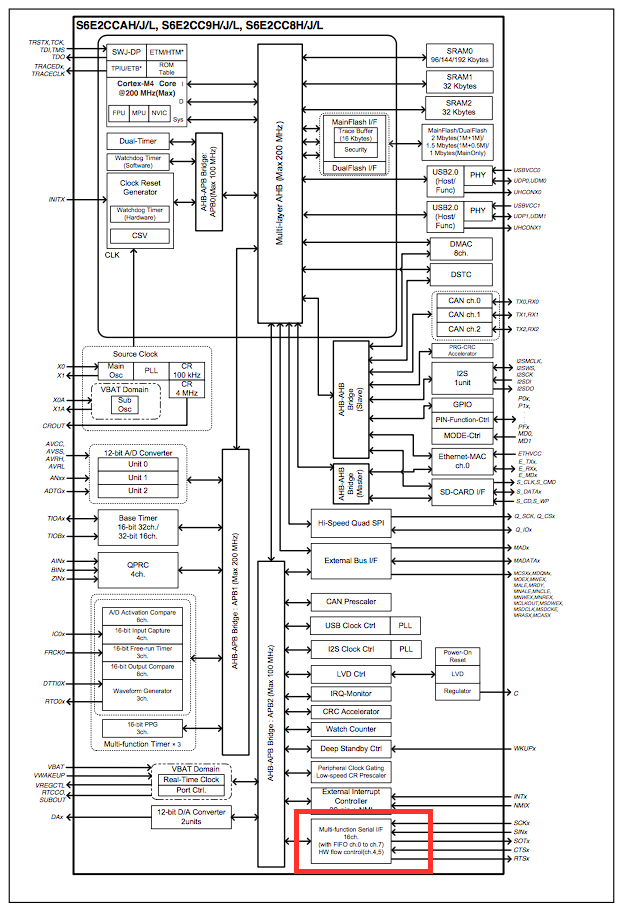 S6E2CCAH/J/L, S6E2CC9H/J/L, S6E2CC8H/J/L
TRSTX,TCK,
TDI,TMS
TDO
TRACEDx,
TRACECLK
SWJ-DP
ETM/HTM*
TPIU/ETB*
ROM
Table
Cortex-M4 Core
@200 MHz(Max)
I
D
Sys
FPU
MPU
NVIC
Dual-Timer
Watchdog Timer
(Software)
Clock Reset
Generator
Watchdog Timer
(Hardware)
CSV
CLK
INITX
AHB-APB Bridge:
APB0(Max 100 MHz)
Multi-layer AHB (Max 200 MHz)
SRAM0
96/144/192 Kbytes
SRAM1
32 Kbytes
SRAM2
32 Kbytes
MainFlash I/F
Trace Buffer
(16 Kbytes)
Security
DualFlash I/F
MainFlash/DualFlash
2 Mbytes(1M+1M)/
1.5 Mbytes(1M+0.5M)/
1 Mbytes(MainOnly)
USB2.0
(Host/
Func)
PHY
USBVCC0
UDP0,UDM0
UHCONX0
USB2.0
(Host/
Func)
PHY
USBVCC1
UDP1,UDM1
UHCONX1
DMAC
8ch.
DSTC
CAN ch.0
CAN ch.1
CAN ch.2
TX0,RX0
TX1,RX1
TX2,RX2
PRG-CRC
Accelerator
I2S
1unit
I2SMCLK,
I2SWS,
I2SCK
I2SDI
I2SDO
GPIO
PIN-Function-Ctrl
MODE-Ctrl
P0x,
P1x,
PFx
MD0,
MD1
AHB-AHB
Bridge
(Slave)
AHB-AHB
Bridge
(Master)
Ethernet-MAC
ch.0
ETHVCC
E_TXx,
E_RXx,
E_MDx
SD-CARD I/F
S_CLK,S_CMD
S_DATAx
S_CD,S_WP
Source Clock
X0
X1
Main
Osc
PLL
CR
100 kHz
CR
4 MHz
VBAT Domain
Sub
Osc
X0A
X1A
CROUT
AVCC,
AVSS,
AVRH,
AVRL
ANxx
ADTGx
12-bit A/D Converter
Unit 0
Unit 1
Unit 2
TIOAx
TIOBx
Base Timer
16-bit 32ch./
32-bit 16ch.
AINx
BINx
ZINx
QPRC
4ch.
A/D Activation Compare
6ch.
16-bit Input Capture
4ch.
16-bit Free-run Timer
3ch.
16-bit Output Compare
6ch.
Waveform Generator
3ch.
16-bit PPG
3ch.
Multi-function Timer × 3
IC0x
FRCK0
DTTI0X
RTO0x
AHB-APB Bridge : APB1 (Max 200 MHz)
AHB-APB Bridge : APB2 (Max 100 MHz)
VBAT
VWAKEUP
VREGCTL
RTCCO,
SUBOUT
VBAT Domain
Real-Time Clock
Port Ctrl.
DAx
12-bit D/A Converter
2units
Hi-Speed Quad SPI
Q_SCK, Q_CSx
Q_IOx
External Bus I/F
MADx
MADATAx
MCSXx,MDQMx,
MOEX,MWEX,
MALE,MRDY,
MNALE,MNCLE,
MNWEX,MNREX,
MCLKOUT,MSDWEX,
MSDCLK,MSDCKE,
MRASX,MCASX
CAN Prescaler
USB Clock Ctrl
PLL
I2S Clock Ctrl
PLL
LVD Ctrl
Power-On
Reset
LVD
Regulator
C
IRQ-Monitor
CRC Accelerator
Watch Counter
Deep Standby Ctrl
WKUPx
Peripheral Clock Gating
Low-speed CR Prescaler
External Interrupt
Controller
INTx
NMIX
Multi-function Serial I/F
16ch.
(with FIFO ch.0 to ch.7)
HW flow control(ch.4,5)
SCKx
SINx
SOTx
CTSx
RTSx